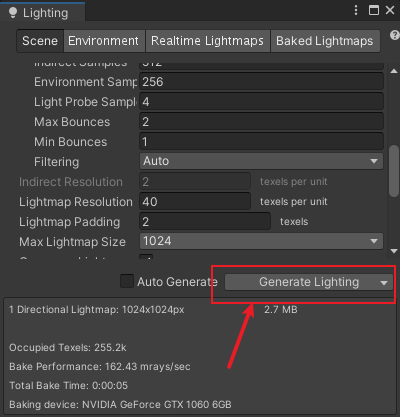 Lighting
Scene Environment Realtime Lightmaps Baked Lightmaps
Indirect Samples 512
Environment Samp 256
Light Probe Sample 4
Max Bounces 2
Min Bounces 1
Filtering Auto
Indirect Resolution 2 texels per unit
Lightmap Resolution 40 texels per unit
Lightmap Padding 2 texels
Max Lightmap Size 1024
Auto Generate Generate Lighting
1 Directional Lightmap: 1024x1024px 2.7 MB
Occupied Texels: 255.2k
Bake Performance: 162.43 mrays/sec
Total Bake Time: 0:00:05
Baking device: NVIDIA GeForce GTX 1060 6GB